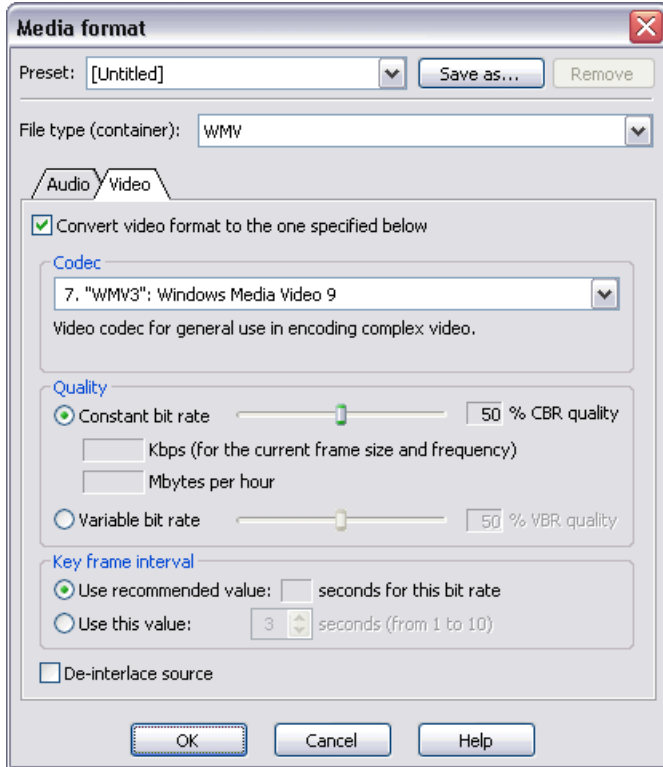 Media format
Preset: [Untitled] Save as... Remove
File type (container): WMV
Audio Video
Convert video format to the one specified below
Codec
7. "WMV3": Windows Media Video 9
Video codec for general use in encoding complex video.
Quality
Constant bit rate 50 % CBR quality
Kbps (for the current frame size and frequency)
Mbytes per hour
Variable bit rate 50 % VBR quality
Key frame interval
Use recommended value: seconds for this bit rate
Use this value: 3 seconds (from 1 to 10)
De-interlace source
OK Cancel Help